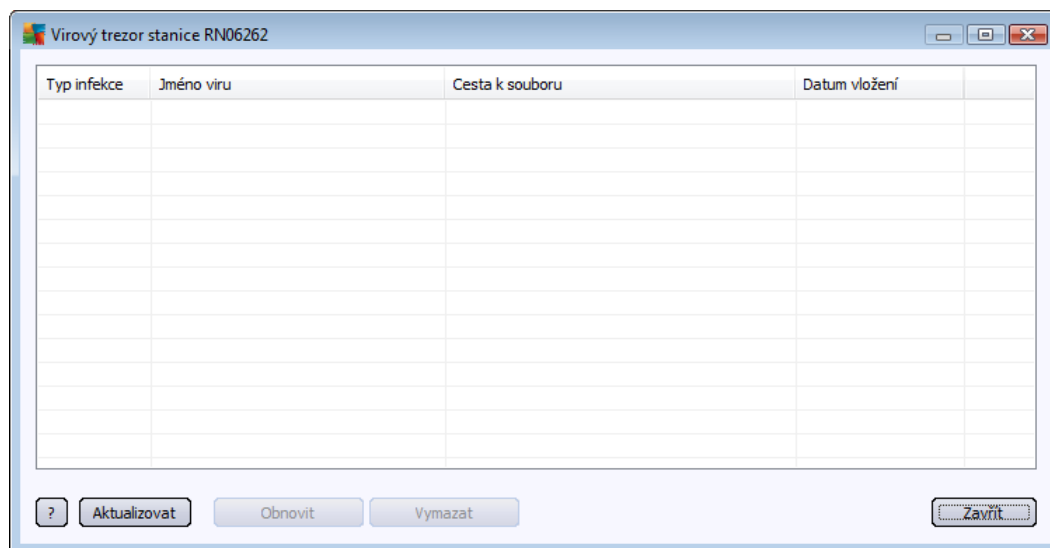 Virový trezor stanice RN06262
Typ infekce Jméno viru Cesta k souboru Datum vložení
? Aktualizovat Obnovit Vymazat Zavřít